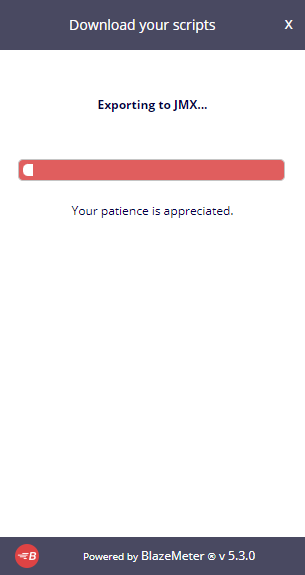 Download your scripts x
Exporting to JMX...
Your patience is appreciated.
B Powered by BlazeMeter ® v 5.3.0